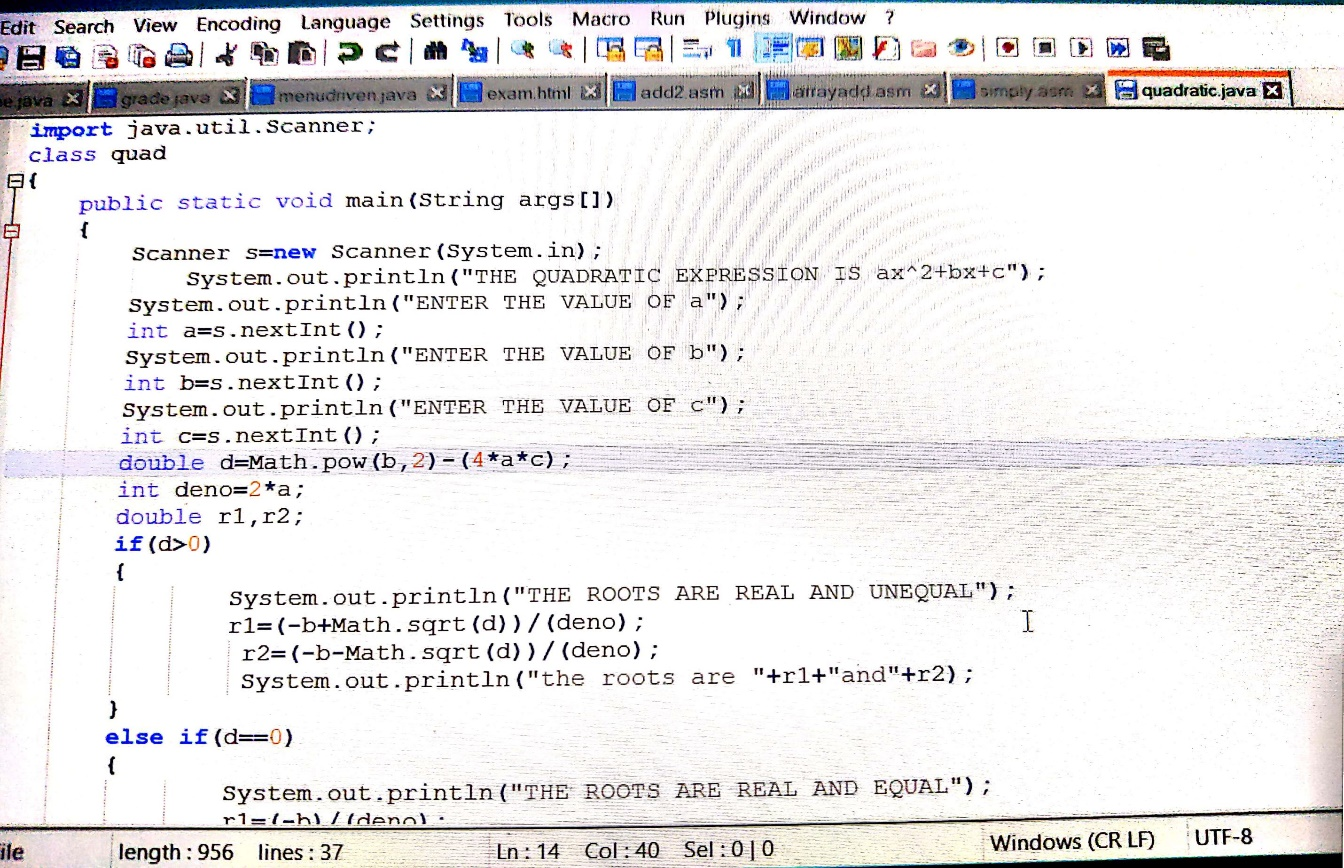 Edit Search View Encoding Language Settings Tools Macro Run Plugins Window ?
e.java grade.java menudriven.java exam.html add2.asm arrayadd.asm simply.asm quadratic.java
import java.util.Scanner;
class quad
{
public static void main(String args[])
{
Scanner s=new Scanner(System.in);
System.out.println("THE QUADRATIC EXPRESSION IS ax^2+bx+c");
System.out.println("ENTER THE VALUE OF a");
int a=s.nextInt();
System.out.println("ENTER THE VALUE OF b");
int b=s.nextInt();
System.out.println("ENTER THE VALUE OF c");
int c=s.nextInt();
double d=Math.pow(b,2)-(4*a*c);
int deno=2*a;
double r1,r2;
if(d>0)
{
System.out.println("THE ROOTS ARE REAL AND UNEQUAL");
r1=(-b+Math.sqrt(d))/(deno);
r2=(-b-Math.sqrt(d))/(deno);
System.out.println("the roots are "+r1+"and"+r2);
}
else if(d==0)
{
System.out.println("THE ROOTS ARE REAL AND EQUAL");
r1=(-b)/(deno);
ile length : 956 lines : 37 Ln : 14 Col : 40 Sel : 0 | 0 Windows (CR LF) UTF-8